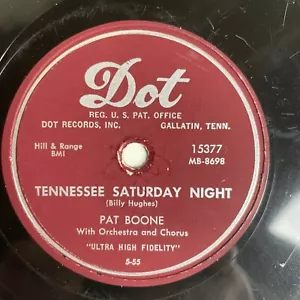 Dot
REG. U. S. PAT. OFFICE
DOT RECORDS, INC. GALLATIN, TENN.
Hill & Range
BMI
15377
MB-8698
TENNESSEE SATURDAY NIGHT
(Billy Hughes)
PAT BOONE
With Orchestra and Chorus
"ULTRA HIGH FIDELITY"
5-55